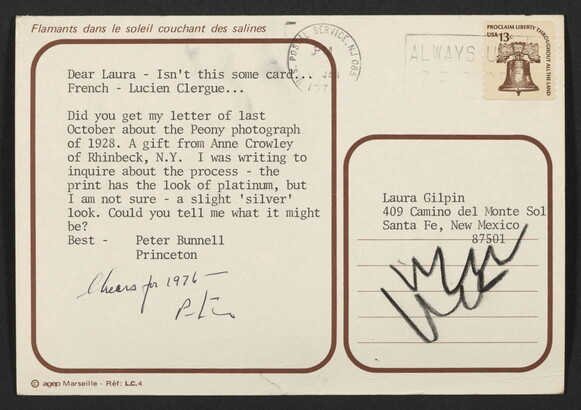 Flamants dans le soleil couchant des salines
U.S. POSTAL SERVICE, NJ 085
JAN
197
ALWAYS U
ZIP CODE
PROCLAIM LIBERTY THROUGHOUT ALL THE LAND
USA 13c
Dear Laura - Isn't this some card...
French - Lucien Clergue...
Did you get my letter of last
October about the Peony photograph
of 1928. A gift from Anne Crowley
of Rhinbeck, N.Y. I was writing to
inquire about the process - the
print has the look of platinum, but
I am not sure - a slight 'silver'
look. Could you tell me what it might
be?
Best - Peter Bunnell
Princeton
Cheers for 1976 -
Peter
Laura Gilpin
409 Camino del Monte Sol
Santa Fe, New Mexico
87501
© agep Marseille - Réf: L.C. 4